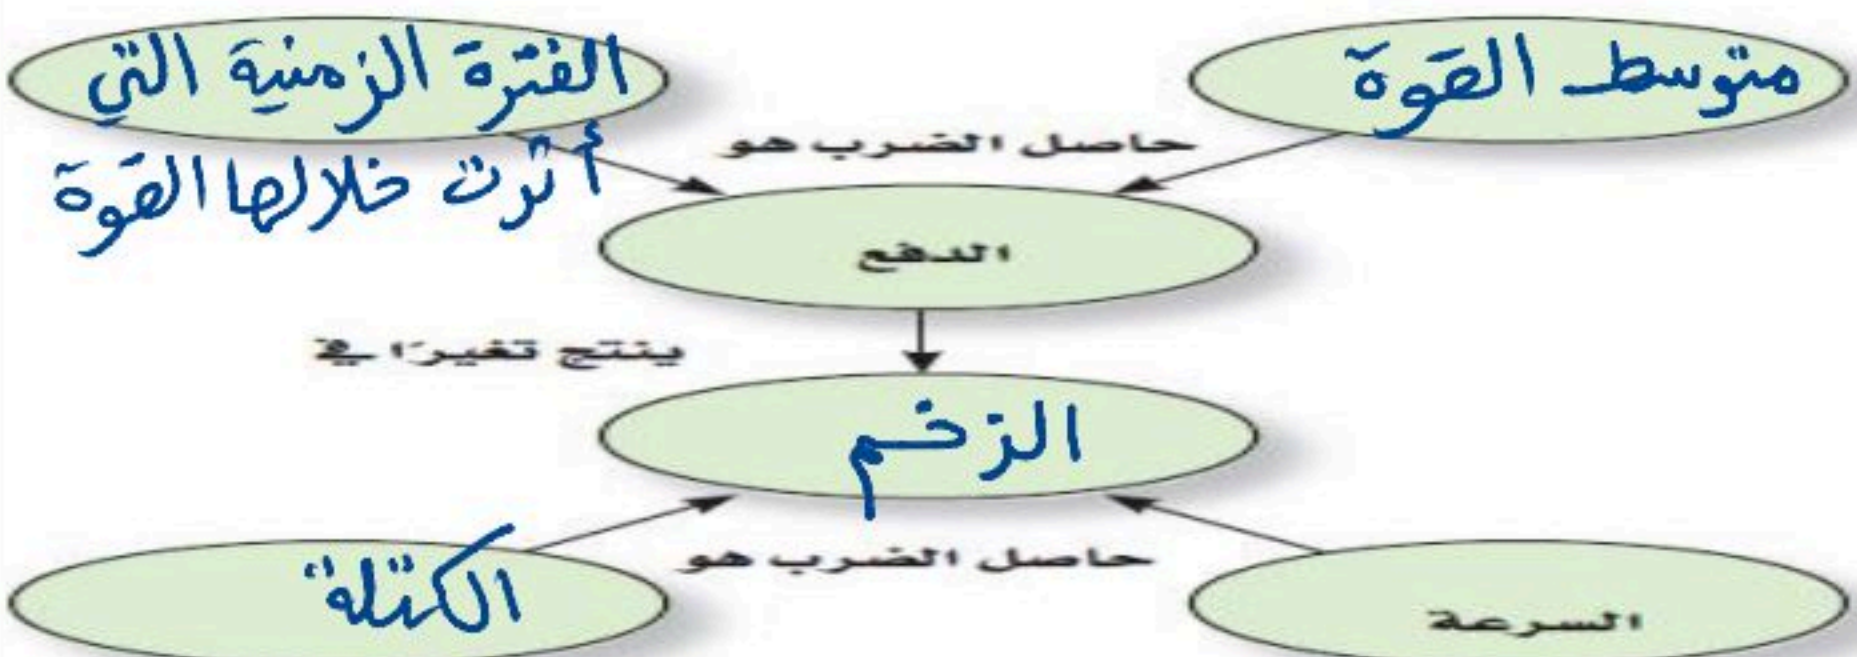 متوسط القوة
الفترة الزمنية التي
أثرت خلالها القوة
حاصل الضرب هو
الدفع
ينتج تغيرًا في
الزخم
حاصل الضرب هو
السرعة
الكتلة